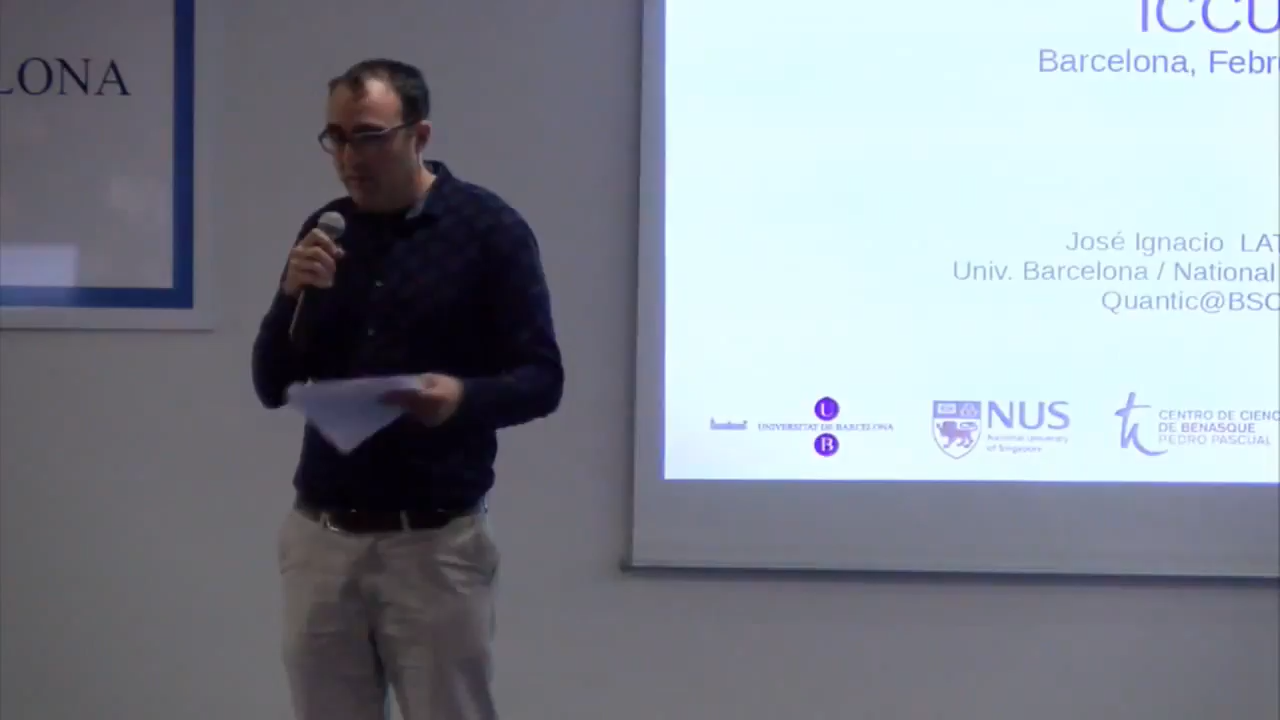 LONA
ICCU
Barcelona, Febr
José Ignacio LAT
Univ. Barcelona / National
Quantic@BSC
UNIVERSITAT DE BARCELONA
U
B
NUS
National University
of Singapore
CENTRO DE CIENC
DE BENASQUE
PEDRO PASCUAL